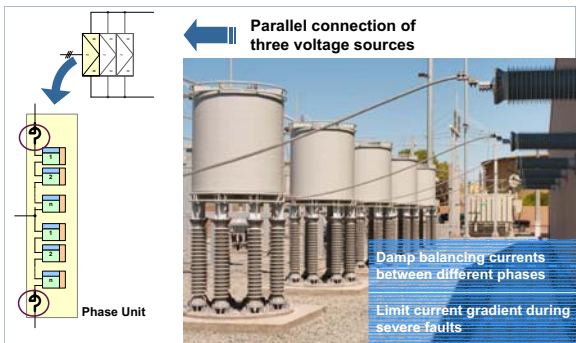 Parallel connection of
three voltage sources
1
2
n
1
2
n
Phase Unit
Damp balancing currents
between different phases
Limit current gradient during
severe faults